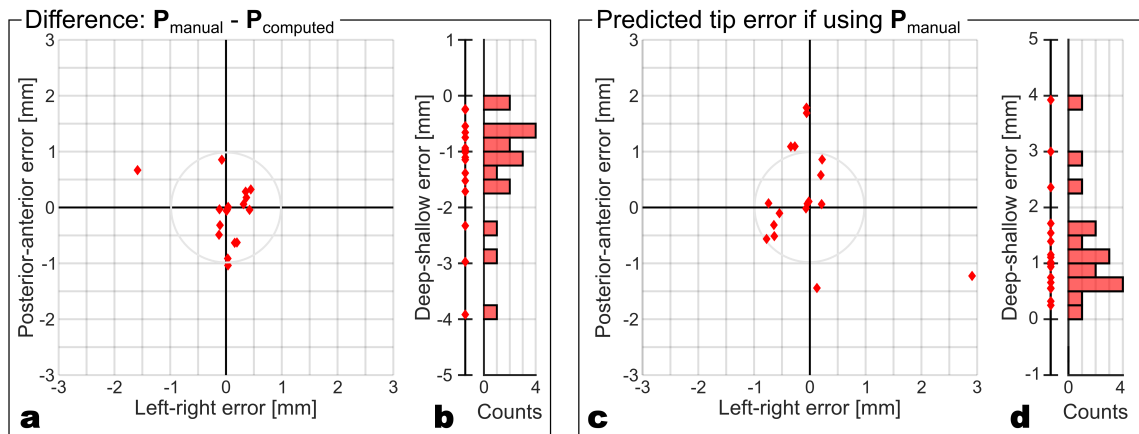 Difference: Pmanual - Pcomputed
Predicted tip error if using Pmanual
3
2
1
0
-1
-2
-3
Posterior-anterior error [mm]
-3 -2 -1 0 1 2 3
Left-right error [mm]
a
1
0
-1
-2
-3
-4
-5
Deep-shallow error [mm]
0 4
Counts
b
3
2
1
0
-1
-2
-3
Posterior-anterior error [mm]
-3 -2 -1 0 1 2 3
Left-right error [mm]
c
5
4
3
2
1
0
-1
Deep-shallow error [mm]
0 4
Counts
d